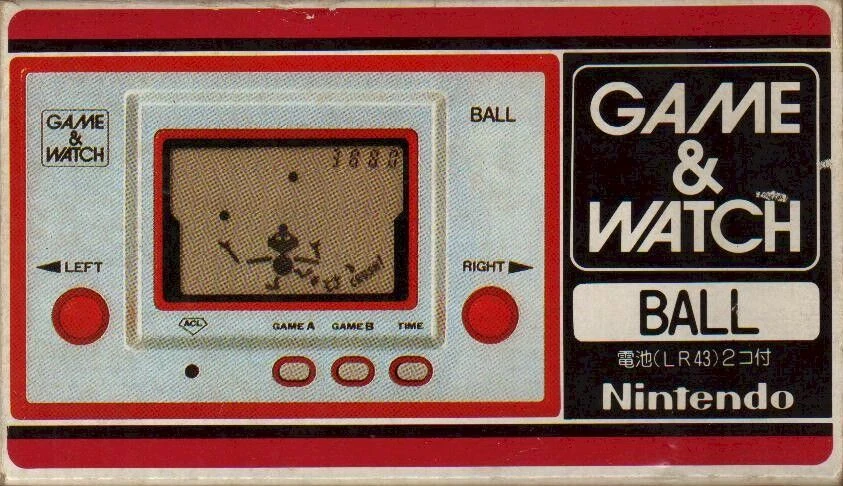 GAME
&
WATCH
BALL
3680
◀LEFT
RIGHT▶
ACL
GAME A
GAME B
TIME
GAME
&
WATCH
BALL
電池(LR43)2コ付
Nintendo